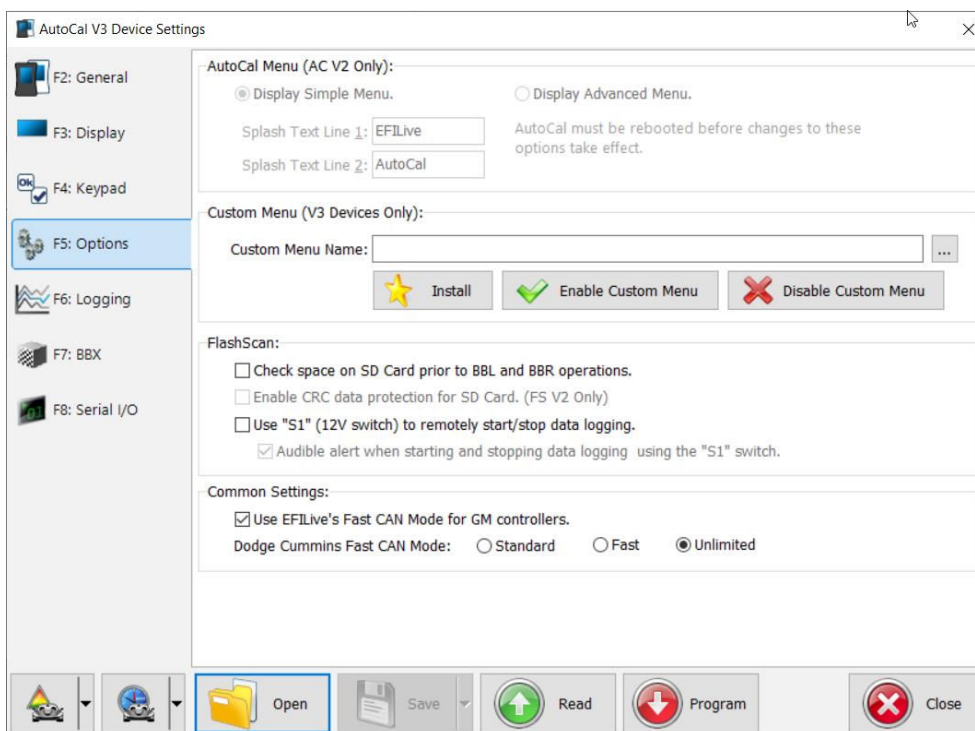 AutoCal V3 Device Settings
F2: General
F3: Display
F4: Keypad
F5: Options
F6: Logging
F7: BBX
F8: Serial I/O
AutoCal Menu (AC V2 Only):
Display Simple Menu.
Display Advanced Menu.
Splash Text Line 1: EFILive
Splash Text Line 2: AutoCal
AutoCal must be rebooted before changes to these
options take effect.
Custom Menu (V3 Devices Only):
Custom Menu Name:
...
Install
Enable Custom Menu
Disable Custom Menu
FlashScan:
Check space on SD Card prior to BBL and BBR operations.
Enable CRC data protection for SD Card. (FS V2 Only)
Use "S1" (12V switch) to remotely start/stop data logging.
Audible alert when starting and stopping data logging using the "S1" switch.
Common Settings:
Use EFILive's Fast CAN Mode for GM controllers.
Dodge Cummins Fast CAN Mode: Standard Fast Unlimited
Open
Save
Read
Program
Close